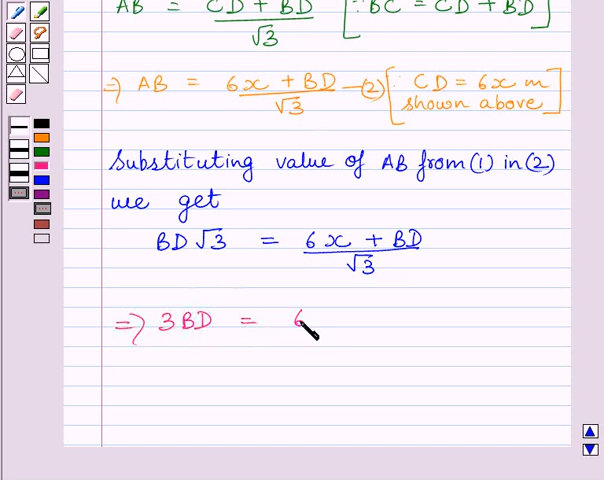 AB = CD + BD / √3 [∵ BC = CD + BD]
⇒ AB = 6x + BD / √3 — (2) [∵ CD = 6x m shown above]
Substituting value of AB from (1) in (2)
we get
BD √3 = 6x + BD / √3
⇒ 3BD = 6